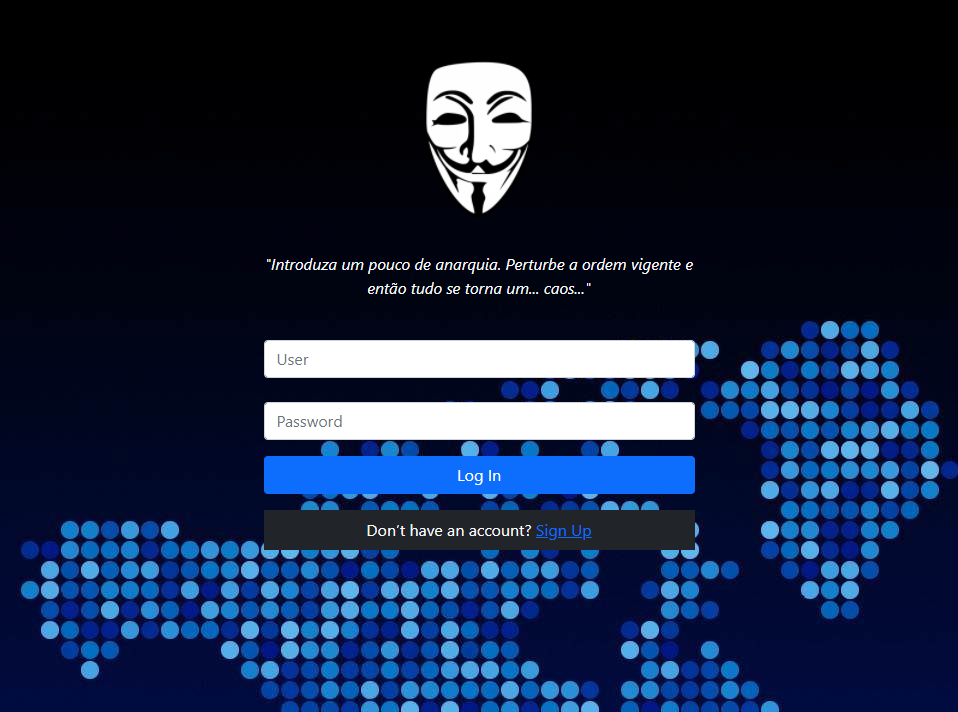 "Introduza um pouco de anarquia. Perturbe a ordem vigente e
então tudo se torna um... caos..."
User
Password
Log In
Don't have an account? Sign Up